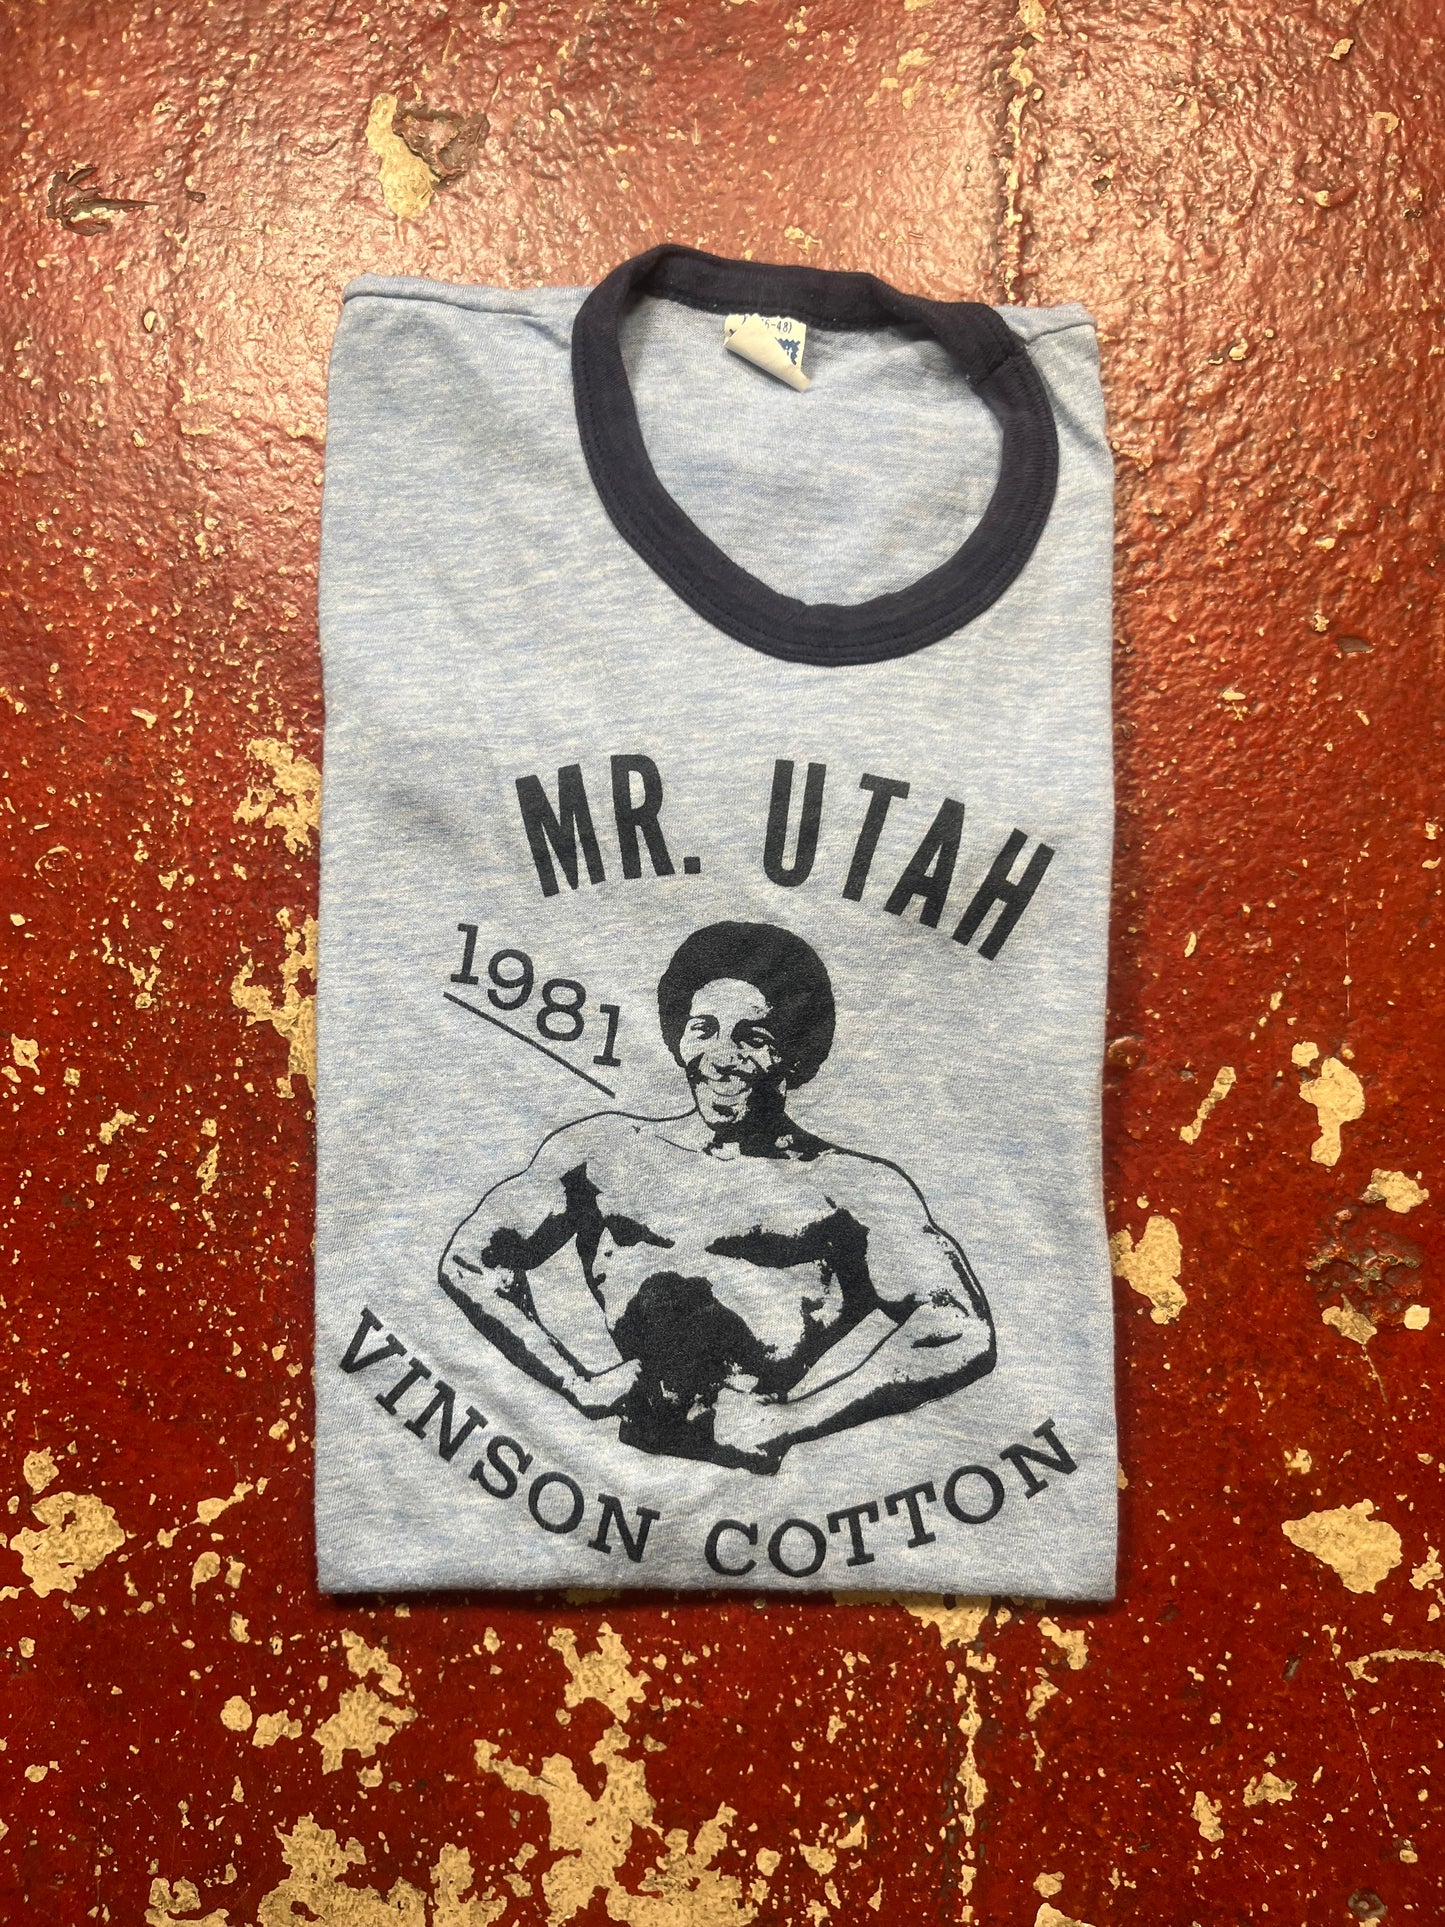 MR. UTAH
1981
VINSON COTTON